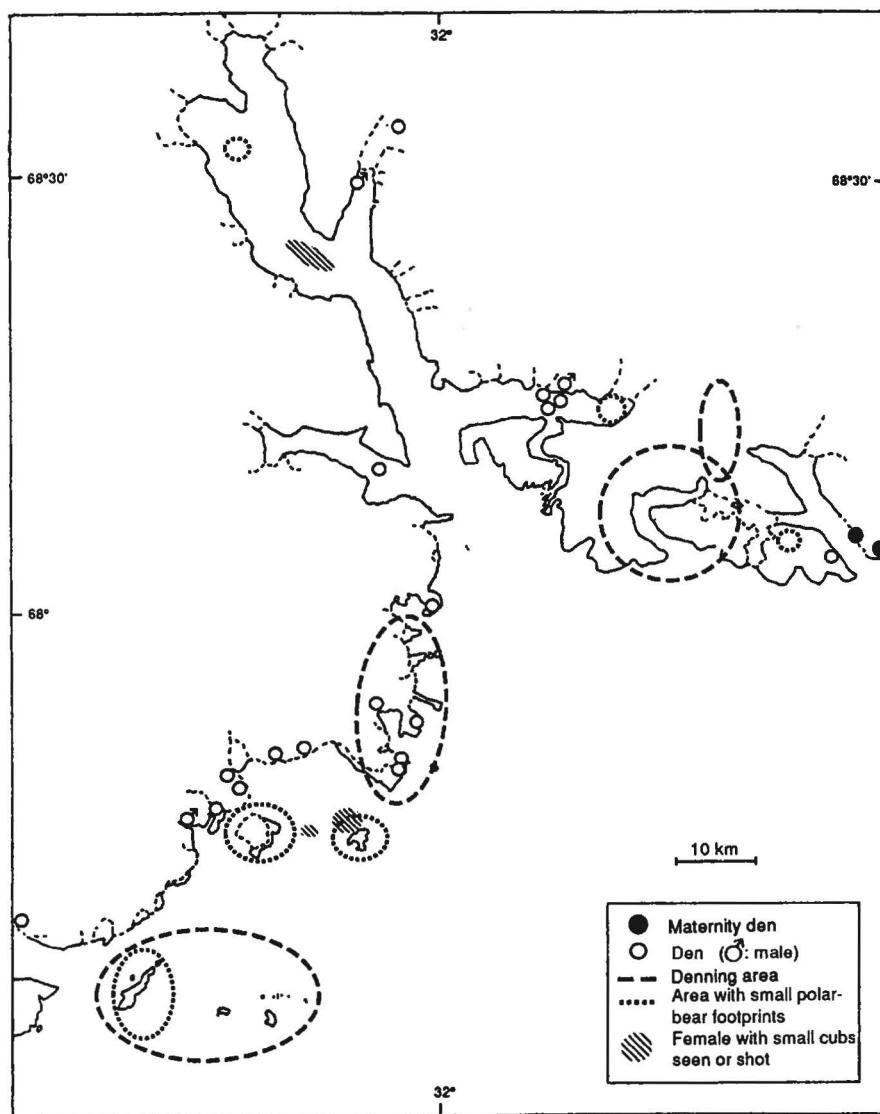 32°
68°30'
68°30'
68°
10 km
Maternity den
Den (♂: male)
Denning area
Area with small polar-
bear footprints
Female with small cubs
seen or shot
32°